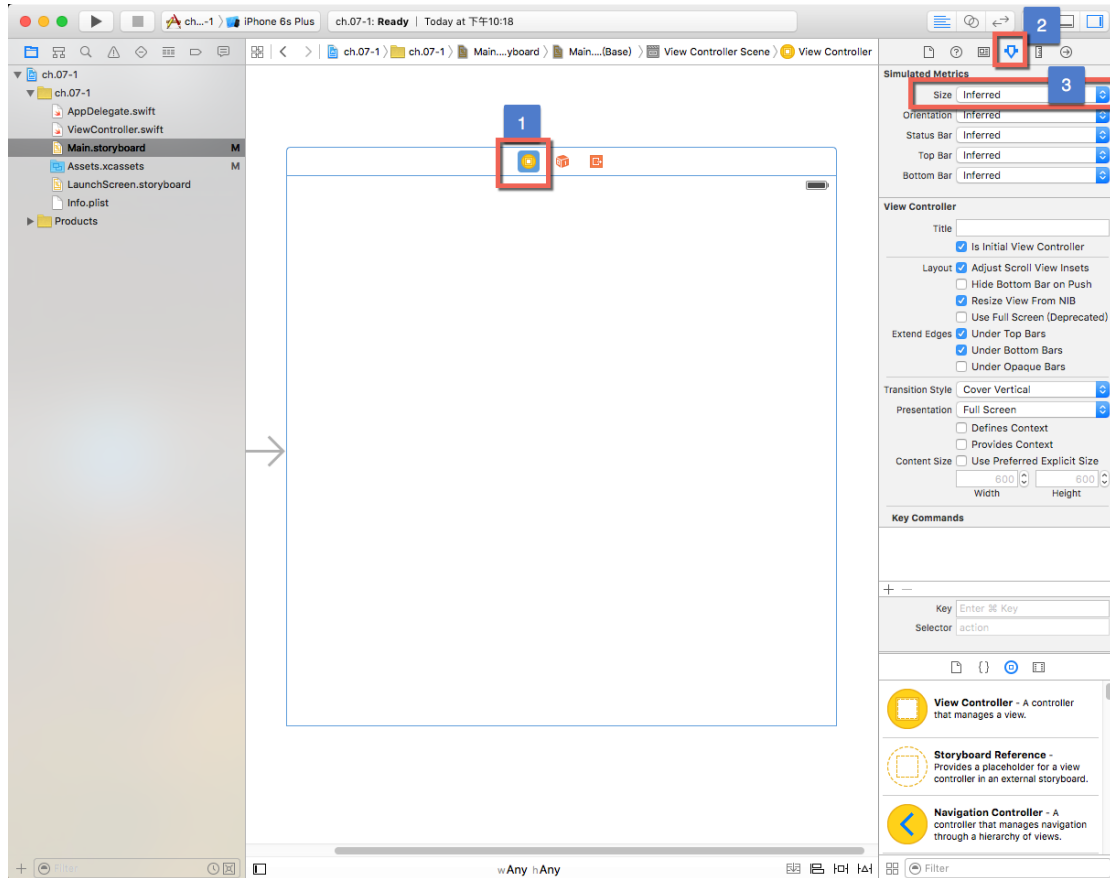 ch...-1 〉 iPhone 6s Plus
ch.07-1: Ready | Today at 下午10:18
2
ch.07-1 〉 ch.07-1 〉 Main....yboard 〉 Main....(Base) 〉 View Controller Scene 〉 View Controller
ch.07-1
ch.07-1
AppDelegate.swift
ViewController.swift
Main.storyboard M
Assets.xcassets M
LaunchScreen.storyboard
Info.plist
Products
1
Simulated Metrics
3
Size Inferred
Orientation Inferred
Status Bar Inferred
Top Bar Inferred
Bottom Bar Inferred
View Controller
Title
Is Initial View Controller
Layout Adjust Scroll View Insets
Hide Bottom Bar on Push
Resize View From NIB
Use Full Screen (Deprecated)
Extend Edges Under Top Bars
Under Bottom Bars
Under Opaque Bars
Transition Style Cover Vertical
Presentation Full Screen
Defines Context
Provides Context
Content Size Use Preferred Explicit Size
600 600
Width Height
Key Commands
Key Enter ⌘ Key
Selector action
View Controller - A controller
that manages a view.
Storyboard Reference -
Provides a placeholder for a view
controller in an external storyboard.
Navigation Controller - A
controller that manages navigation
through a hierarchy of views.
Filter
wAny hAny
Filter